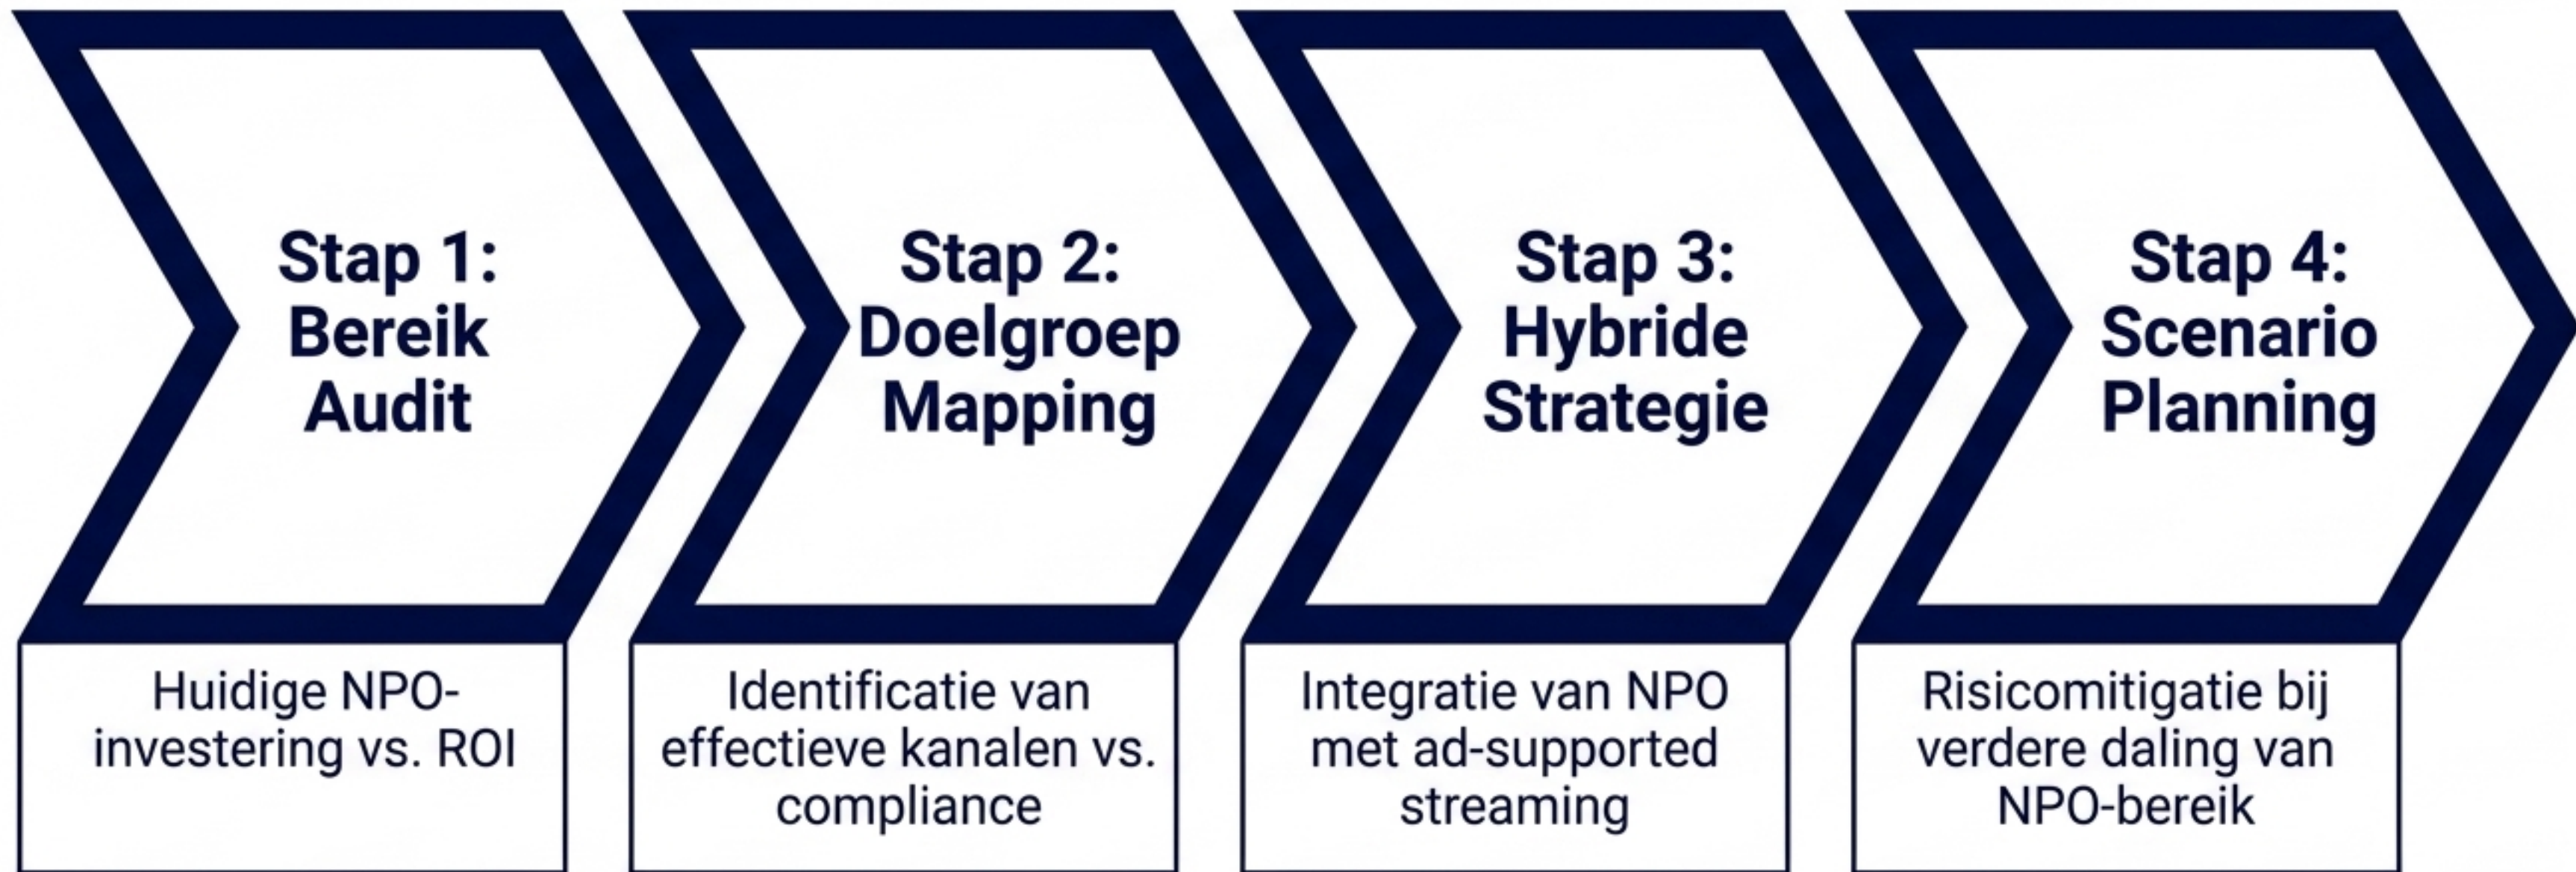 Stap 1:
Bereik
Audit
Huidige NPO-
investering vs. ROI
Stap 2:
Doelgroep
Mapping
Identificatie van
effectieve kanalen vs.
compliance
Stap 3:
Hybride
Strategie
Integratie van NPO
met ad-supported
streaming
Stap 4:
Scenario
Planning
Risicomitigatie bij
verdere daling van
NPO-bereik